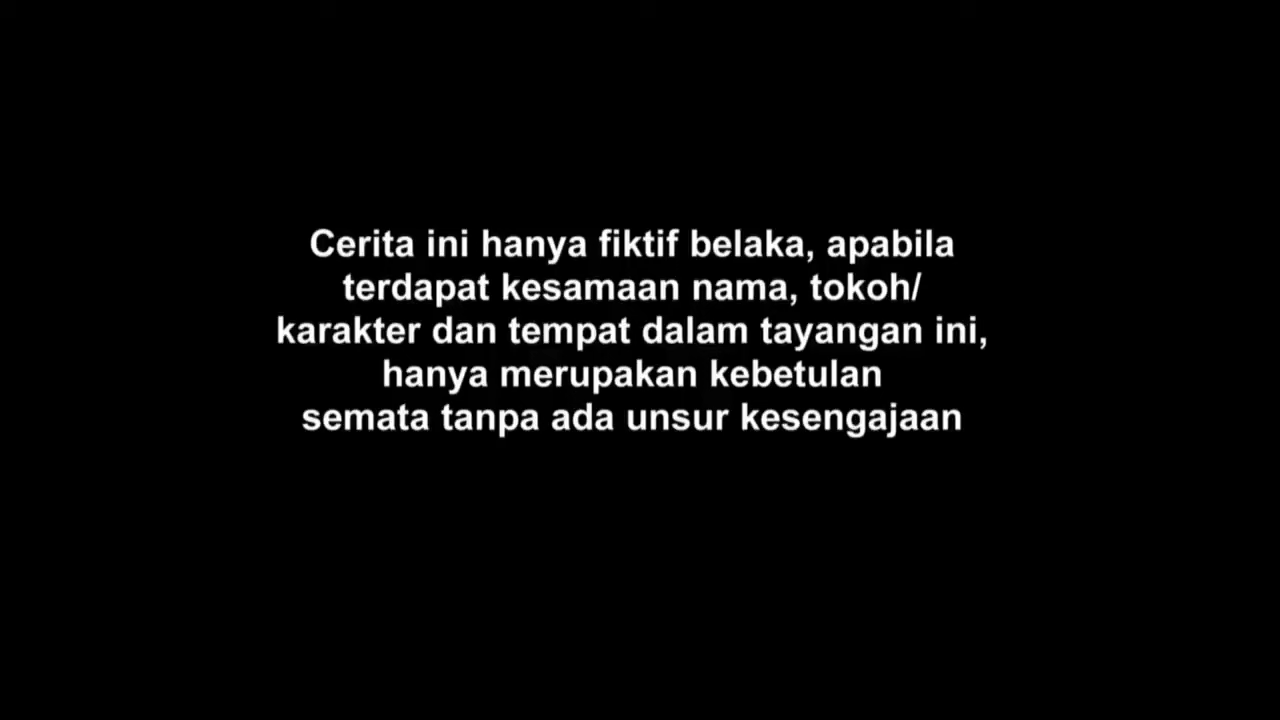 Cerita ini hanya fiktif belaka, apabila
terdapat kesamaan nama, tokoh/
karakter dan tempat dalam tayangan ini,
hanya merupakan kebetulan
semata tanpa ada unsur kesengajaan